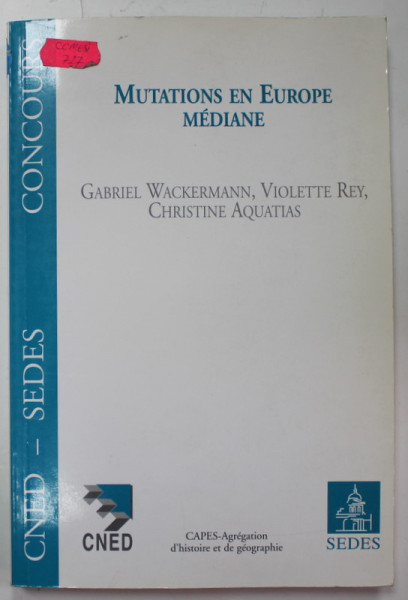 MUTATIONS EN EUROPE
MÉDIANE
GABRIEL WACKERMANN, VIOLETTE REY,
CHRISTINE AQUATIAS
CNED – SEDES CONCOURS
CNED
CAPES-Agrégation
d'histoire et de géographie
SEDES